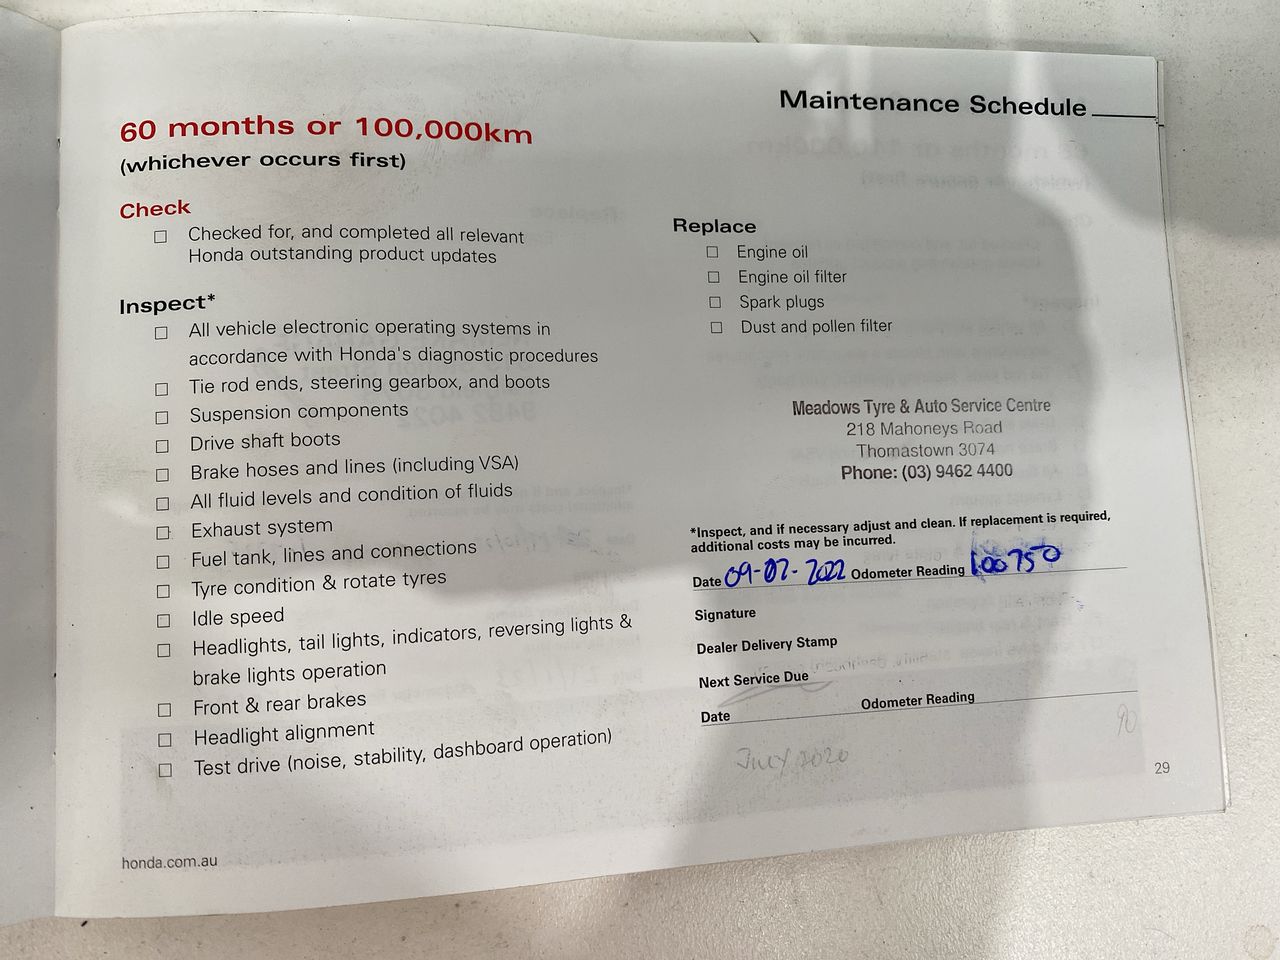 Maintenance Schedule
60 months or 100,000km
(whichever occurs first)
Check
☐ Checked for, and completed all relevant
Honda outstanding product updates
Inspect*
☐ All vehicle electronic operating systems in
accordance with Honda's diagnostic procedures
☐ Tie rod ends, steering gearbox, and boots
☐ Suspension components
☐ Drive shaft boots
☐ Brake hoses and lines (including VSA)
☐ All fluid levels and condition of fluids
☐ Exhaust system
☐ Fuel tank, lines and connections
☐ Tyre condition & rotate tyres
☐ Idle speed
☐ Headlights, tail lights, indicators, reversing lights &
brake lights operation
☐ Front & rear brakes
☐ Headlight alignment
☐ Test drive (noise, stability, dashboard operation)
Replace
☐ Engine oil
☐ Engine oil filter
☐ Spark plugs
☐ Dust and pollen filter
Meadows Tyre & Auto Service Centre
218 Mahoneys Road
Thomastown 3074
Phone: (03) 9462 4400
*Inspect, and if necessary adjust and clean. If replacement is required,
additional costs may be incurred.
Date 09-07-2022 Odometer Reading 100750
Signature
Dealer Delivery Stamp
Next Service Due
Date Odometer Reading
July 2020
90
29
honda.com.au